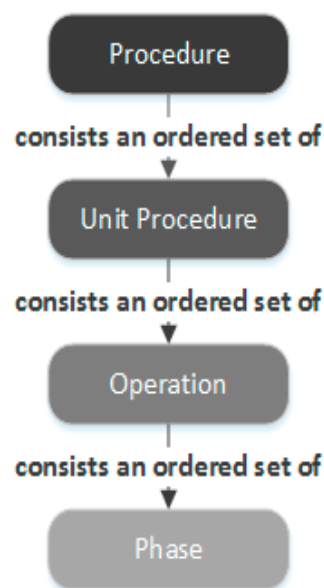 Procedure
consists an ordered set of
Unit Procedure
consists an ordered set of
Operation
consists an ordered set of
Phase